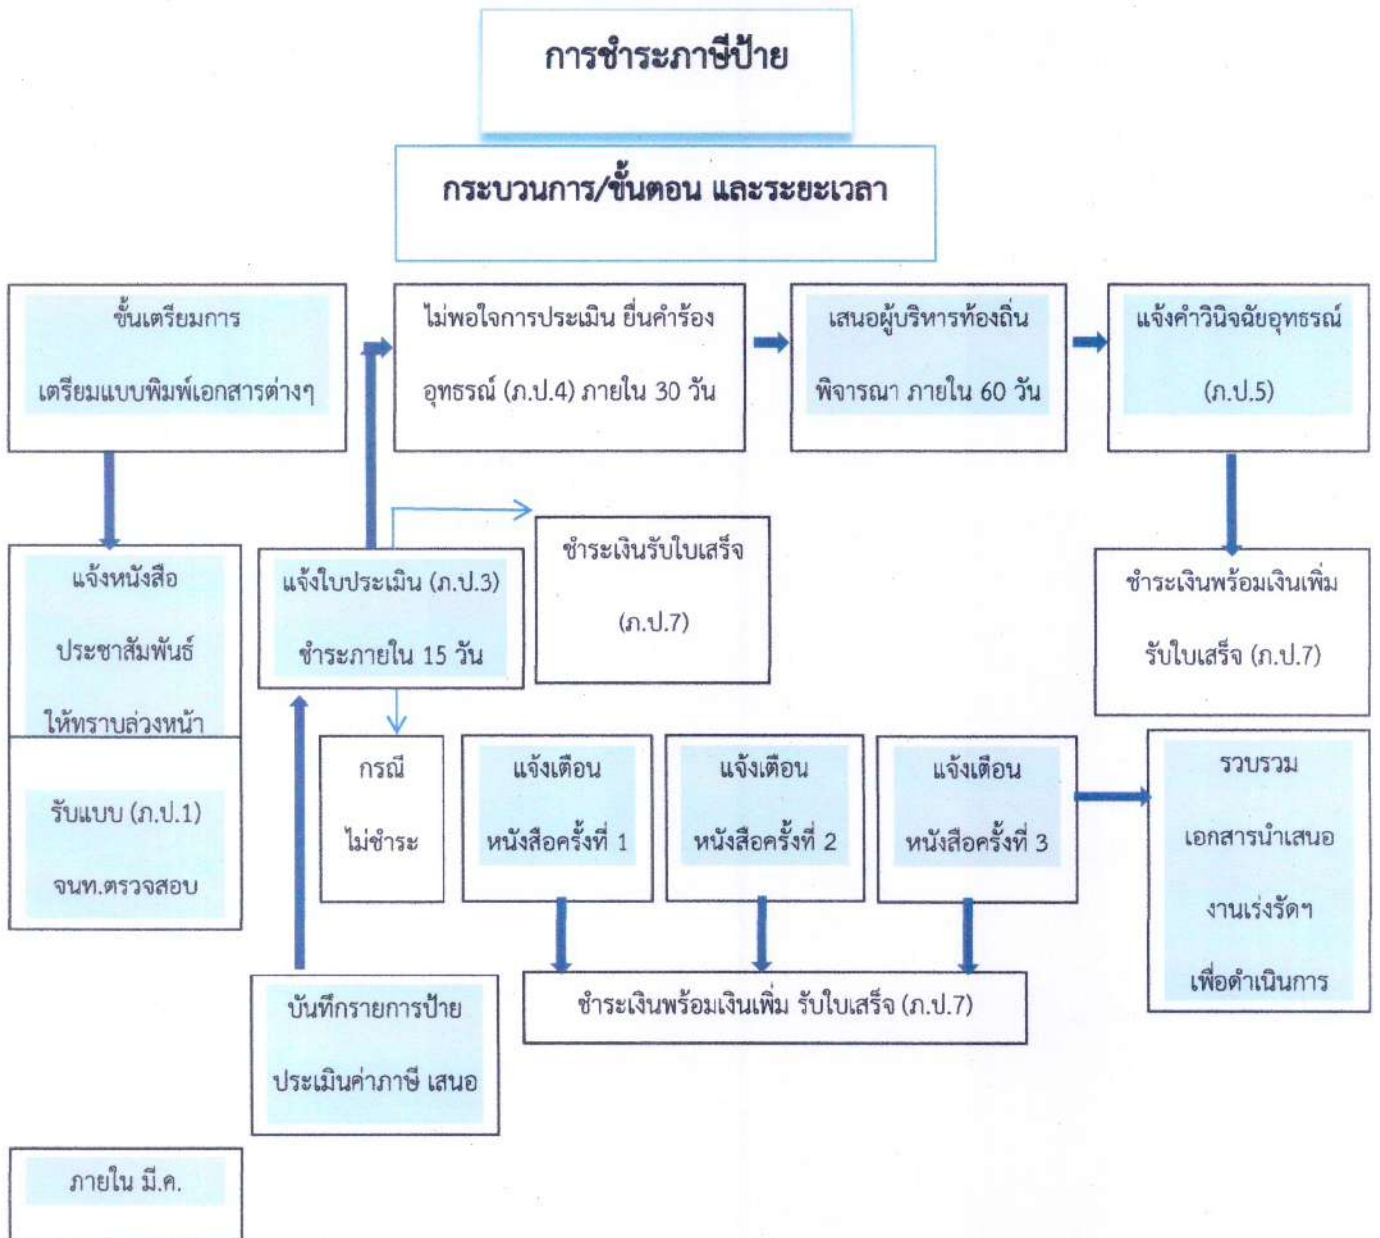 การชำระภาษีป้าย
กระบวนการ/ขั้นตอน และระยะเวลา
ขั้นเตรียมการ
เตรียมแบบพิมพ์เอกสารต่างๆ
ไม่พอใจการประเมิน ยื่นคำร้อง
อุทธรณ์ (ภ.ป.4) ภายใน 30 วัน
เสนอผู้บริหารท้องถิ่น
พิจารณา ภายใน 60 วัน
แจ้งคำวินิจฉัยอุทธรณ์
(ภ.ป.5)
แจ้งหนังสือ
ประชาสัมพันธ์
ให้ทราบล่วงหน้า
แจ้งใบประเมิน (ภ.ป.3)
ชำระภายใน 15 วัน
ชำระเงินรับใบเสร็จ
(ภ.ป.7)
ชำระเงินพร้อมเงินเพิ่ม
รับใบเสร็จ (ภ.ป.7)
รับแบบ (ภ.ป.1)
จนท.ตรวจสอบ
กรณี
ไม่ชำระ
แจ้งเตือน
หนังสือครั้งที่ 1
แจ้งเตือน
หนังสือครั้งที่ 2
แจ้งเตือน
หนังสือครั้งที่ 3
รวบรวม
เอกสารนำเสนอ
งานเร่งรัดฯ
เพื่อดำเนินการ
บันทึกรายการป้าย
ประเมินค่าภาษี เสนอ
ชำระเงินพร้อมเงินเพิ่ม รับใบเสร็จ (ภ.ป.7)
ภายใน มี.ค.